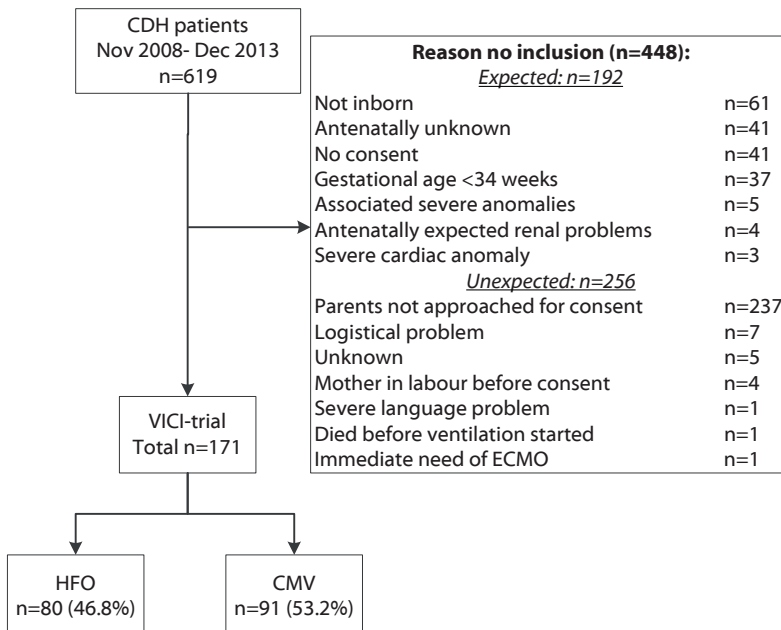 CDH patients
Nov 2008- Dec 2013
n=619
Reason no inclusion (n=448):
Expected: n=192
Not inborn n=61
Antenatally unknown n=41
No consent n=41
Gestational age <34 weeks n=37
Associated severe anomalies n=5
Antenatally expected renal problems n=4
Severe cardiac anomaly n=3
Unexpected: n=256
Parents not approached for consent n=237
Logistical problem n=7
Unknown n=5
Mother in labour before consent n=4
Severe language problem n=1
Died before ventilation started n=1
Immediate need of ECMO n=1
VICI-trial
Total n=171
HFO
n=80 (46.8%)
CMV
n=91 (53.2%)